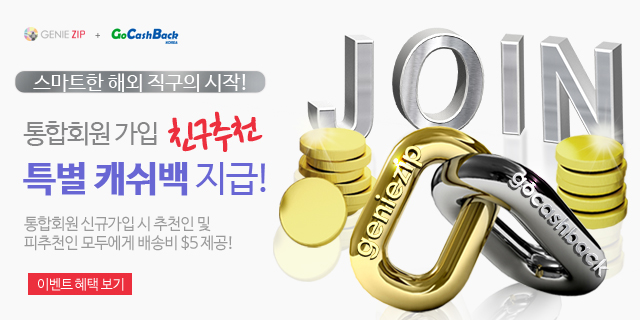 GENIE ZIP + GoCashBack
KOREA
스마트한 해외 직구의 시작!
JOIN
통합회원 가입 친구추천
특별 캐쉬백 지급!
통합회원 신규가입 시 추천인 및
피추천인 모두에게 배송비 $5 제공!
이벤트 혜택 보기
geniezip
gocashback